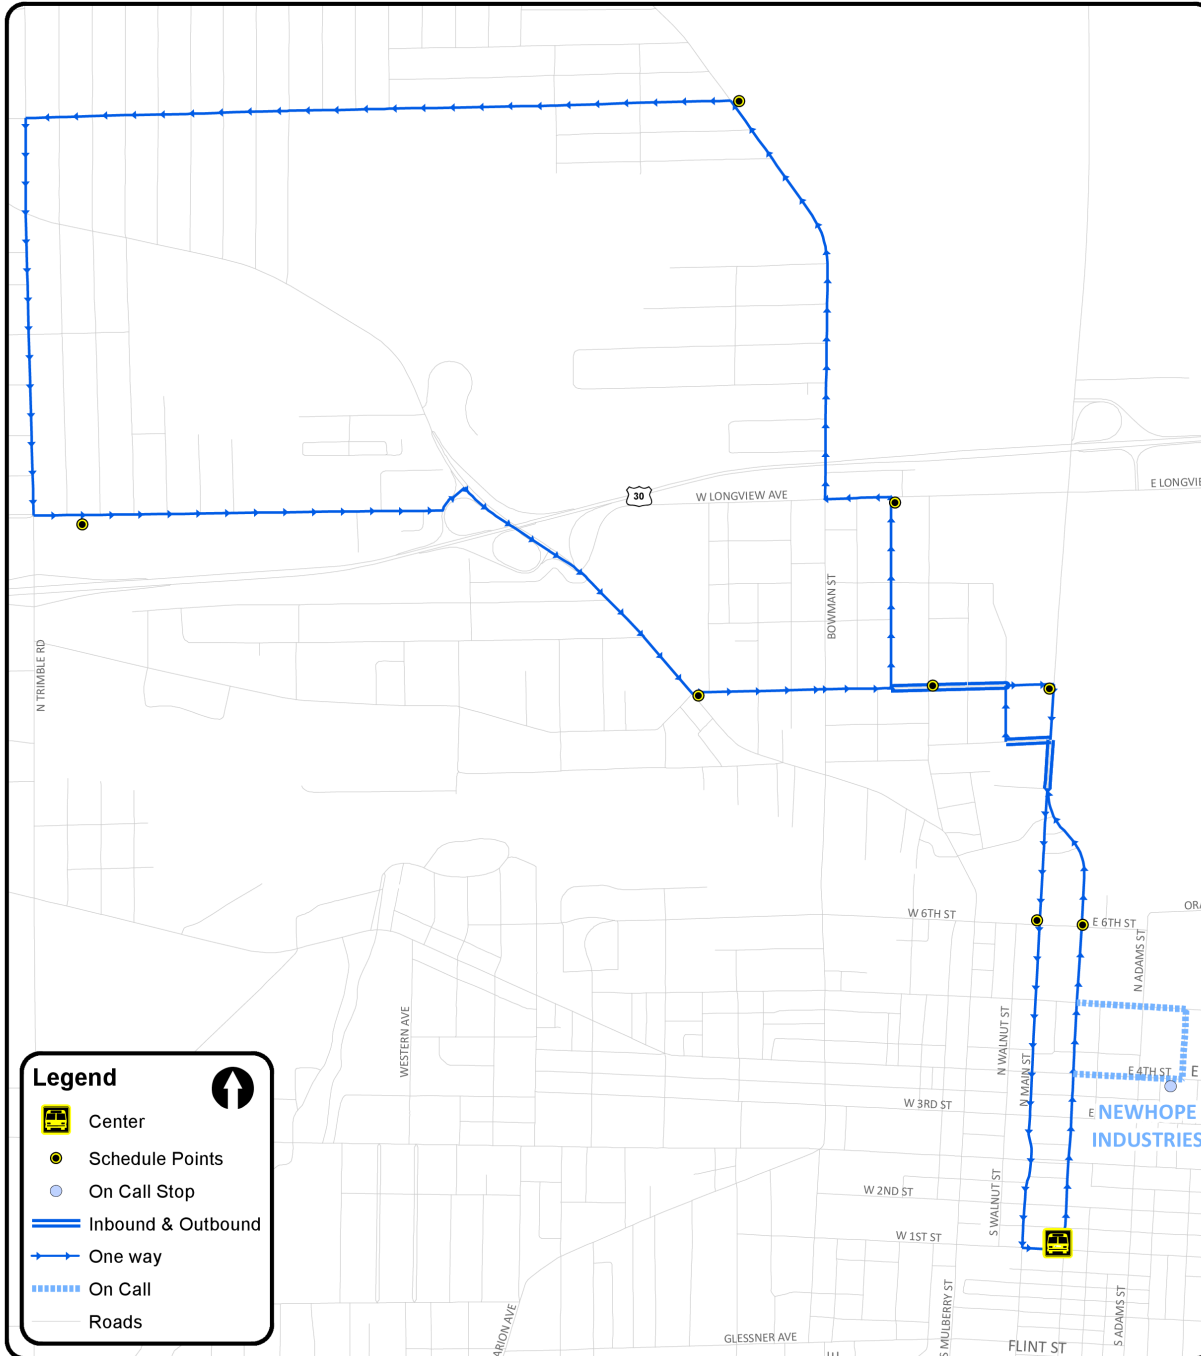 30
W LONGVIEW AVE
E LONGVIE
BOWMAN ST
N TRIMBLE RD
W 6TH ST
E 6TH ST
ORA
N ADAMS ST
WESTERN AVE
N WALNUT ST
N MAIN ST
E 4TH ST
E
W 3RD ST
E
NEWHOPE
INDUSTRIES
S WALNUT ST
W 2ND ST
W 1ST ST
S MULBERRY ST
S ADAMS ST
ARION AVE
GLESSNER AVE
FLINT ST
Legend
Center
Schedule Points
On Call Stop
Inbound & Outbound
One way
On Call
Roads